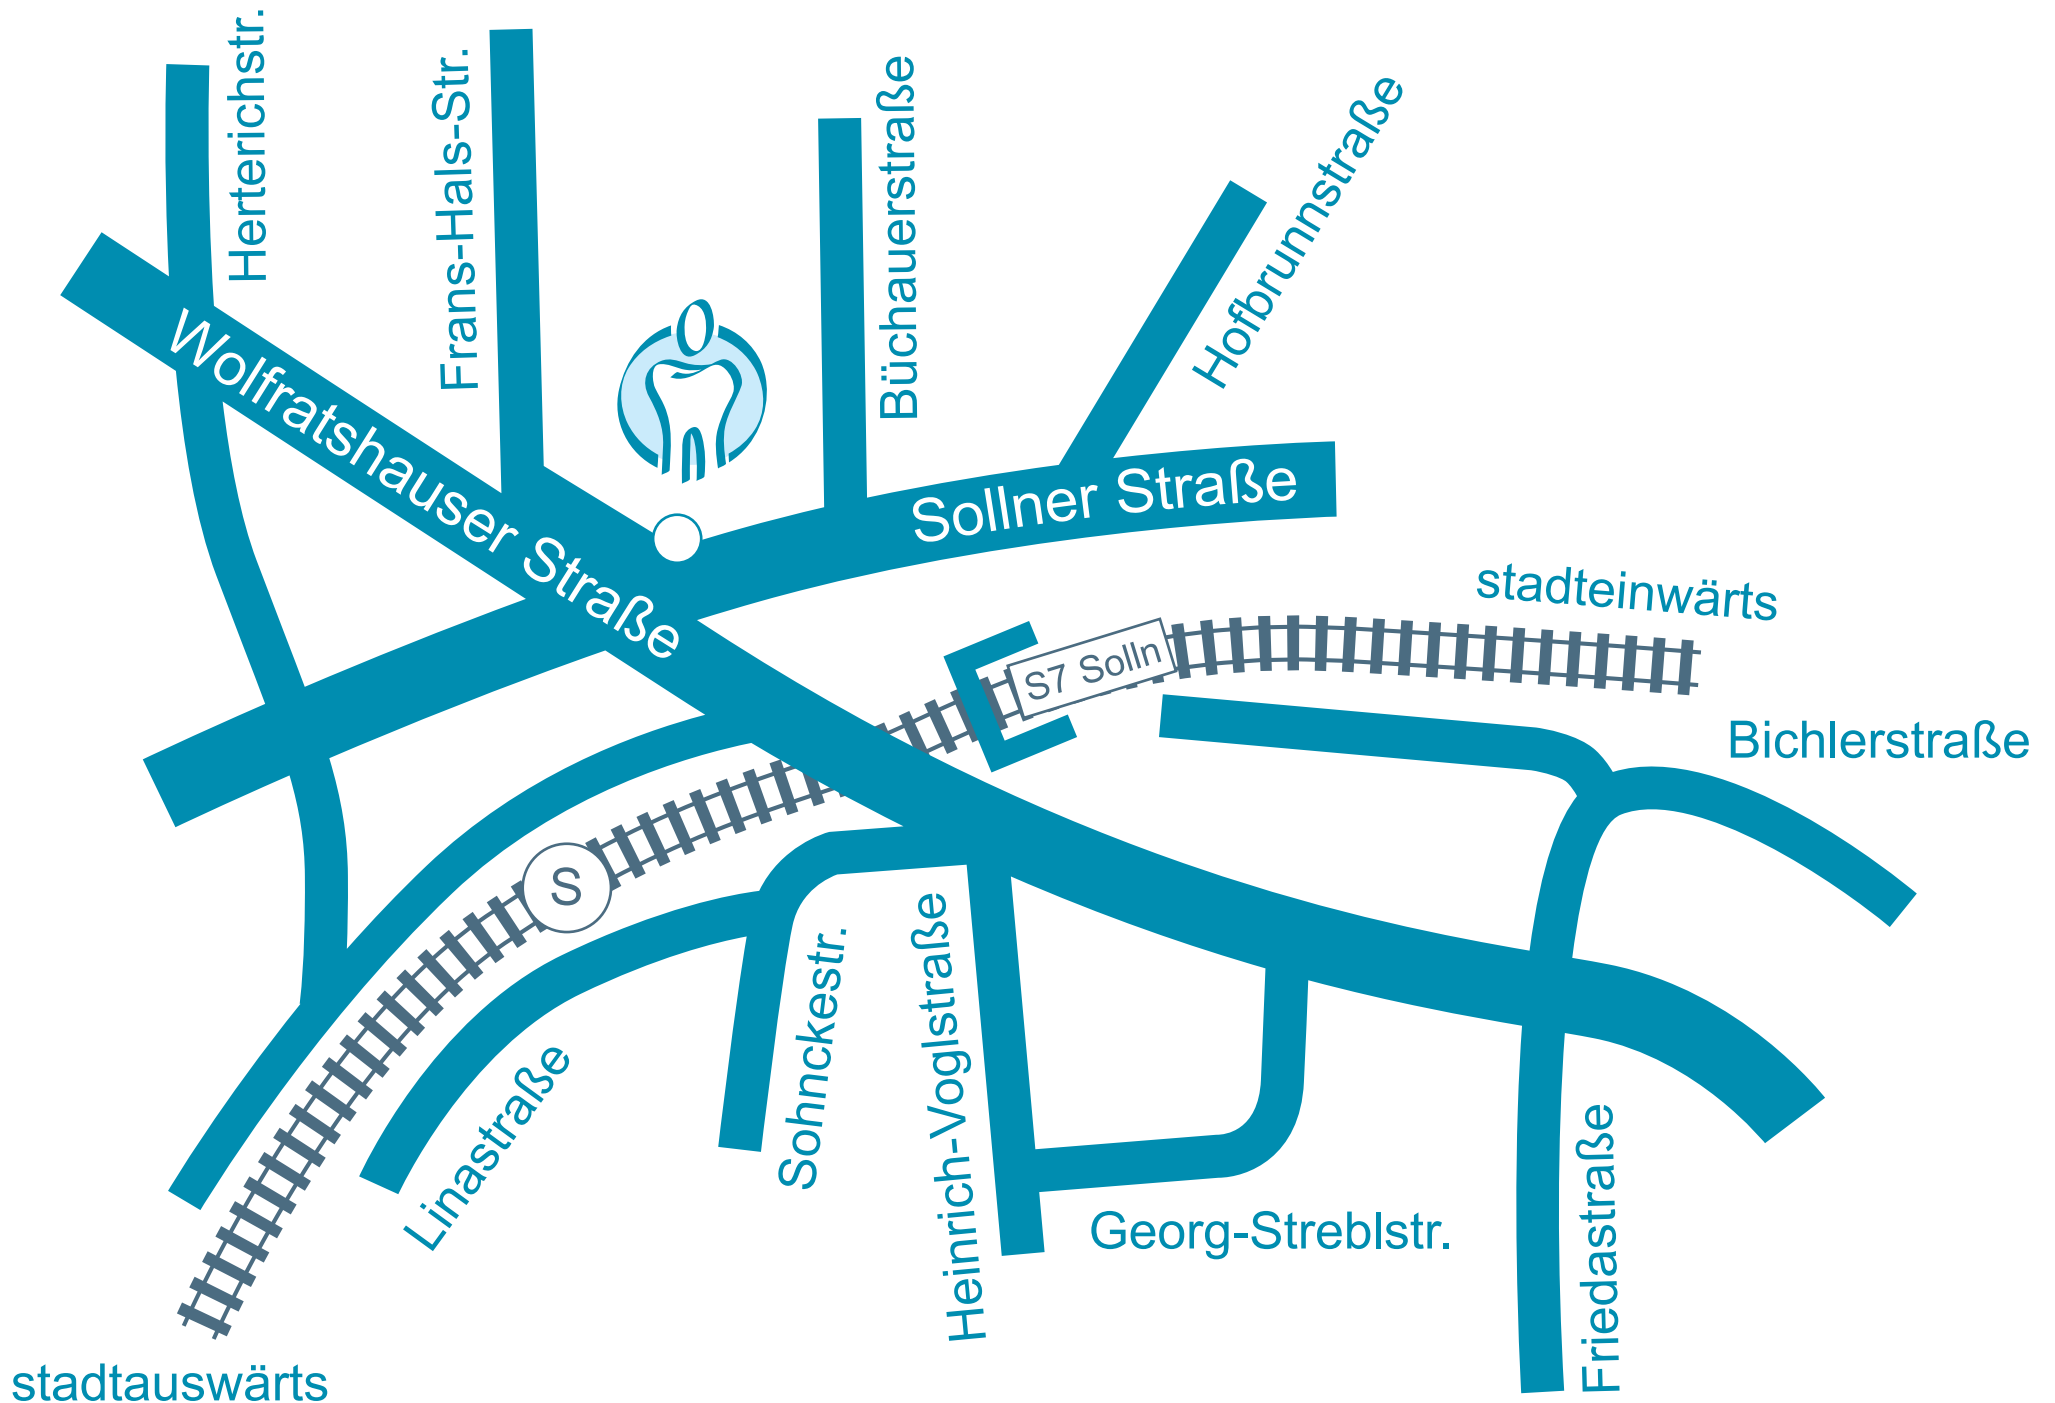 Herterichstr.
Frans-Hals-Str.
Büchauerstraße
Hofbrunnstraße
Wolfratshauser Straße
Sollner Straße
stadteinwärts
S7 Solln
Bichlerstraße
S
Linastraße
Sohnckestr.
Heinrich-Voglstraße
Georg-Streblstr.
Friedastraße
stadtauswärts